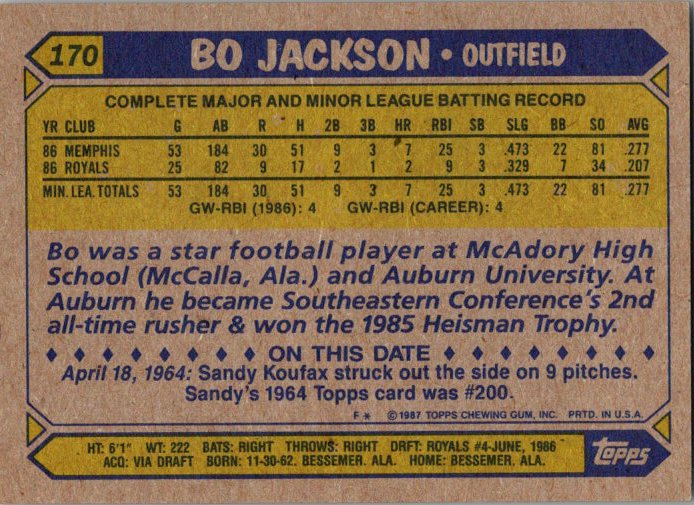 170 BO JACKSON • OUTFIELD
COMPLETE MAJOR AND MINOR LEAGUE BATTING RECORD
YR CLUB G AB R H 2B 3B HR RBI SB SLG BB SO AVG
86 MEMPHIS 53 184 30 51 9 3 7 25 3 .473 22 81 .277
86 ROYALS 25 82 9 17 2 1 2 9 3 .329 7 34 .207
MIN. LEA. TOTALS 53 184 30 51 9 3 7 25 3 .473 22 81 .277
GW-RBI (1986): 4 GW-RBI (CAREER): 4
Bo was a star football player at McAdory High
School (McCalla, Ala.) and Auburn University. At
Auburn he became Southeastern Conference's 2nd
all-time rusher & won the 1985 Heisman Trophy.
♦ ♦ ♦ ♦ ♦ ♦ ♦ ON THIS DATE ♦ ♦ ♦ ♦ ♦ ♦ ♦
April 18, 1964: Sandy Koufax struck out the side on 9 pitches.
Sandy's 1964 Topps card was #200.
F * © 1987 TOPPS CHEWING GUM, INC. PRTD. IN U.S.A.
HT: 6'1" WT: 222 BATS: RIGHT THROWS: RIGHT DRFT: ROYALS #4-JUNE, 1986
ACQ: VIA DRAFT BORN: 11-30-62, BESSEMER, ALA. HOME: BESSEMER, ALA.
Topps